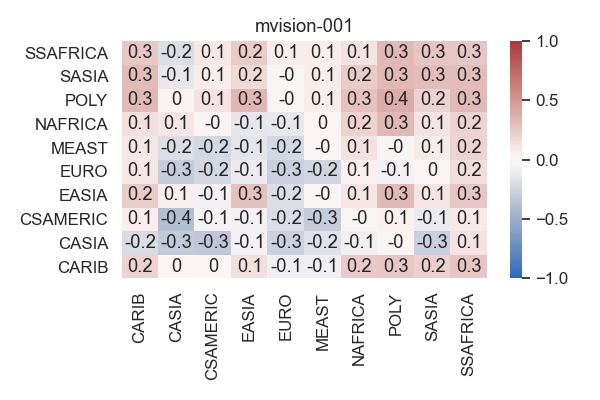 mvision-001
SSAFRICA 0.3 -0.2 0.1 0.2 0.1 0.1 0.1 0.3 0.3 0.3
SASIA 0.3 -0.1 0.1 0.2 -0 0.1 0.2 0.3 0.3 0.3
POLY 0.3 0 0.1 0.3 -0 0.1 0.3 0.4 0.2 0.3
NAFRICA 0.1 0.1 -0 -0.1 -0.1 0 0.2 0.3 0.1 0.2
MEAST 0.1 -0.2 -0.2 -0.1 -0.2 -0 0.1 -0 0.1 0.2
EURO 0.1 -0.3 -0.2 -0.1 -0.3 -0.2 0.1 -0.1 0 0.2
EASIA 0.2 0.1 -0.1 0.3 -0.2 -0 0.1 0.3 0.1 0.3
CSAMERIC 0.1 -0.4 -0.1 -0.1 -0.2 -0.3 -0 0.1 -0.1 0.1
CASIA -0.2 -0.3 -0.3 -0.1 -0.3 -0.2 -0.1 -0 -0.3 0.1
CARIB 0.2 0 0 0.1 -0.1 -0.1 0.2 0.3 0.2 0.3
CARIB
CASIA
CSAMERIC
EASIA
EURO
MEAST
NAFRICA
POLY
SASIA
SSAFRICA
1.0
0.5
0.0
−0.5
−1.0